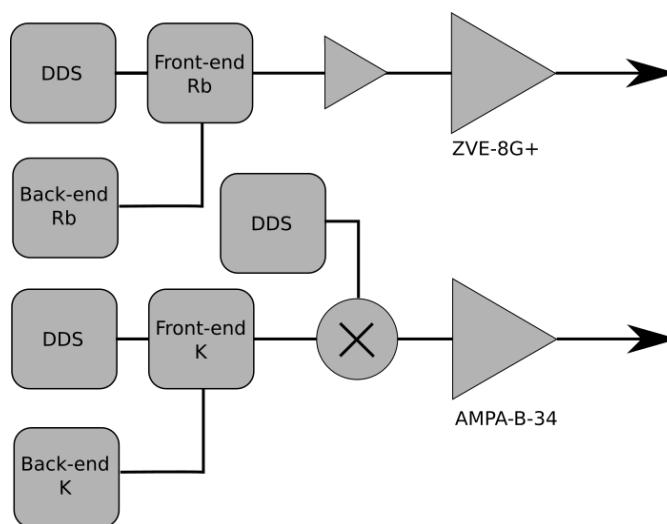 DDS
Front-end
Rb
ZVE-8G+
Back-end
Rb
DDS
DDS
Front-end
K
AMPA-B-34
Back-end
K